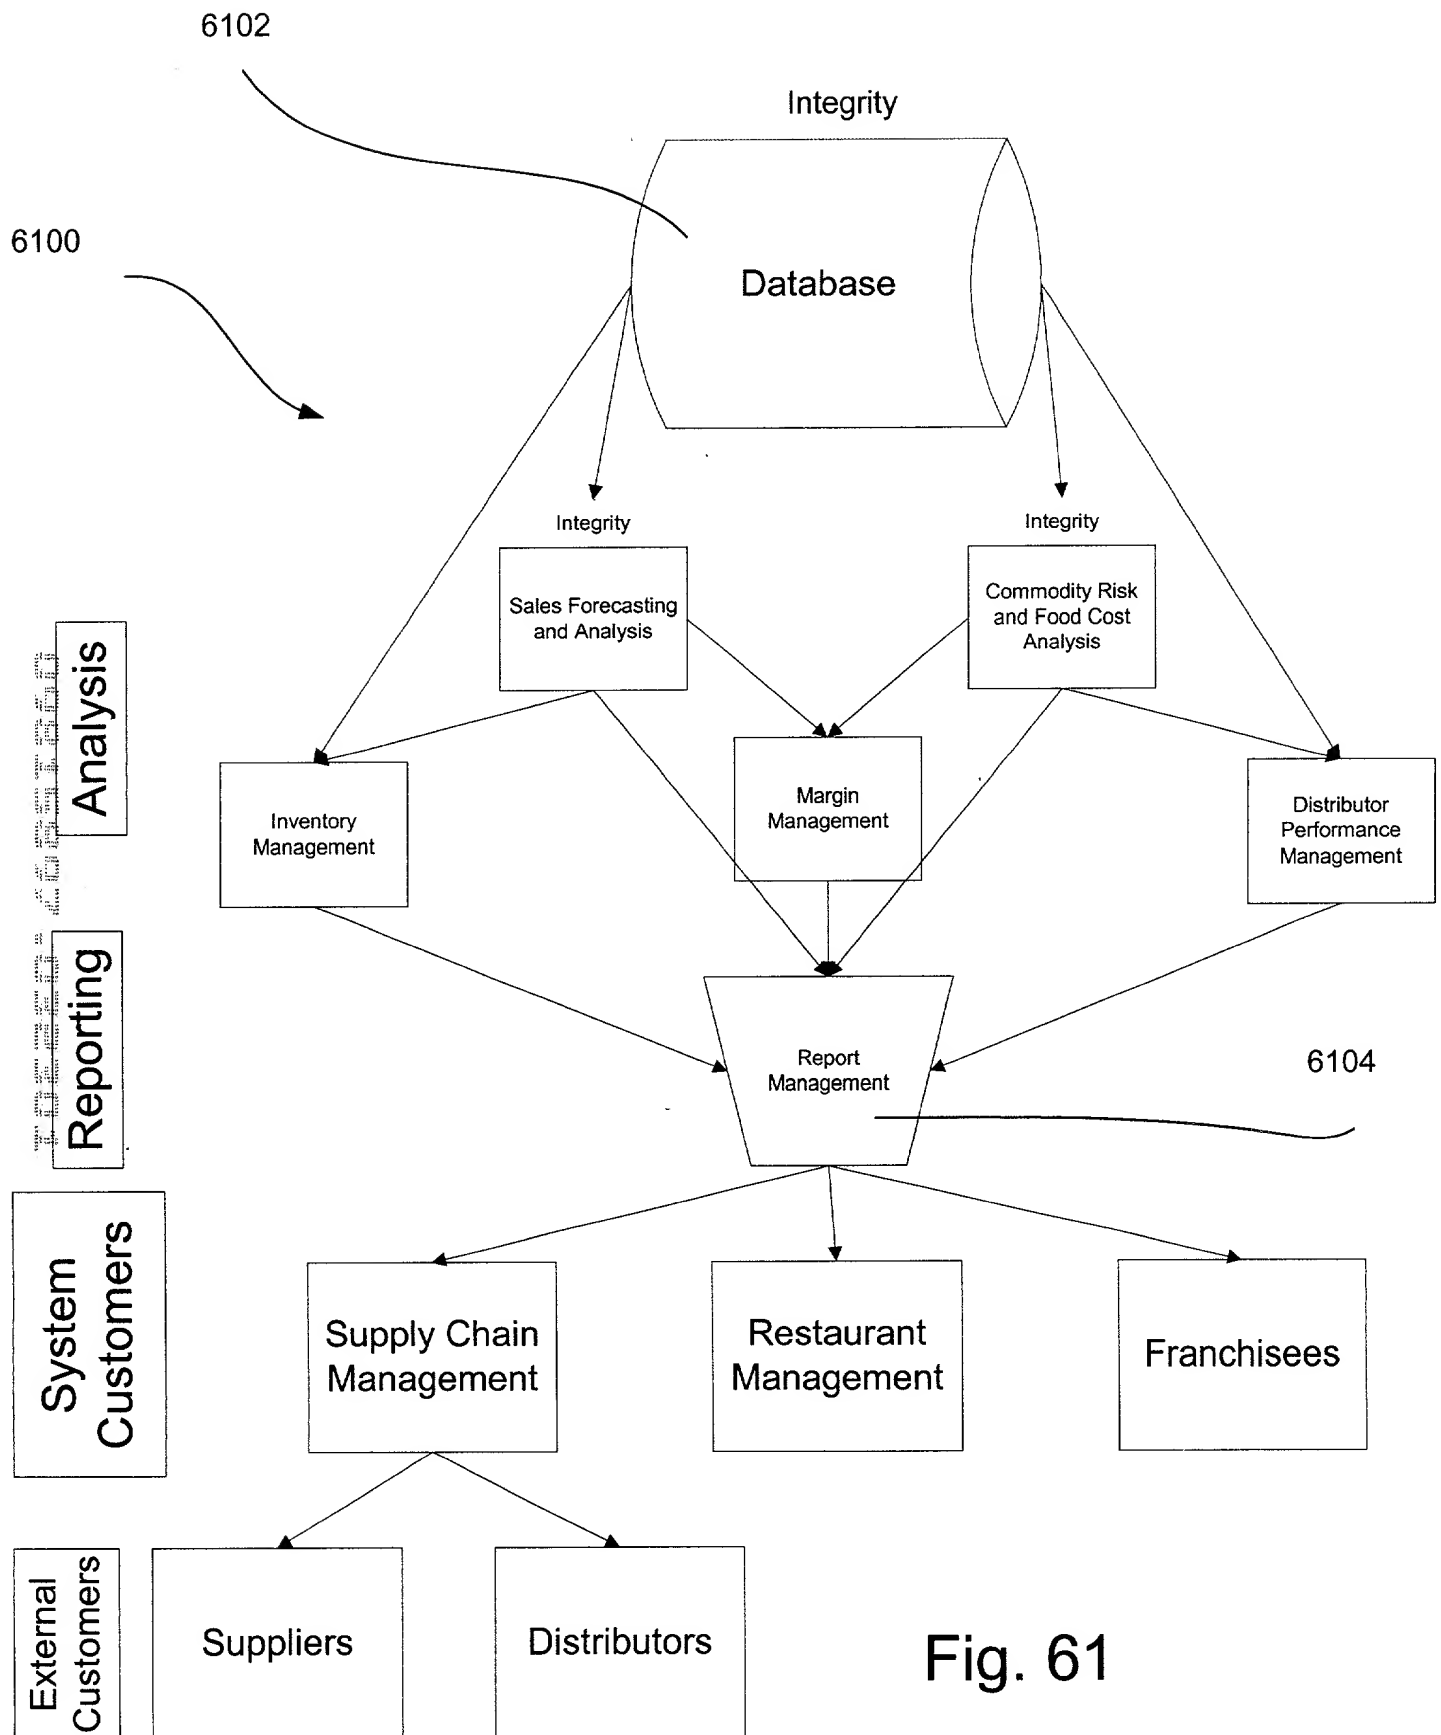 6102
Integrity
6100
Database
Integrity
Integrity
Sales Forecasting
and Analysis
Commodity Risk
and Food Cost
Analysis
Analysis
Inventory
Management
Margin
Management
Distributor
Performance
Management
Reporting
Report
Management
6104
System
Customers
Supply Chain
Management
Restaurant
Management
Franchisees
External
Customers
Suppliers
Distributors
Fig. 61